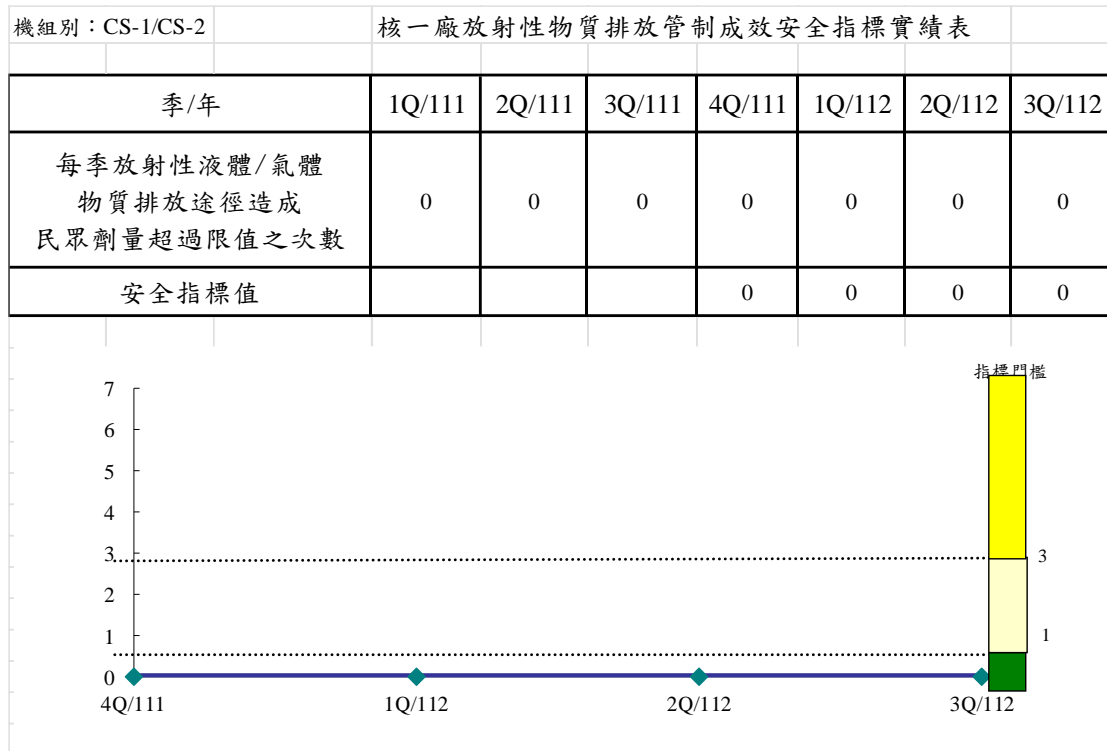 機組別：CS-1/CS-2 核一廠放射性物質排放管制成效安全指標實績表
季/年 1Q/111 2Q/111 3Q/111 4Q/111 1Q/112 2Q/112 3Q/112
每季放射性液體/氣體
物質排放途徑造成 0 0 0 0 0 0 0
民眾劑量超過限值之次數
安全指標值 0 0 0 0
指標門檻
7
6
5
4
3 3
2
1 1
0
4Q/111 1Q/112 2Q/112 3Q/112